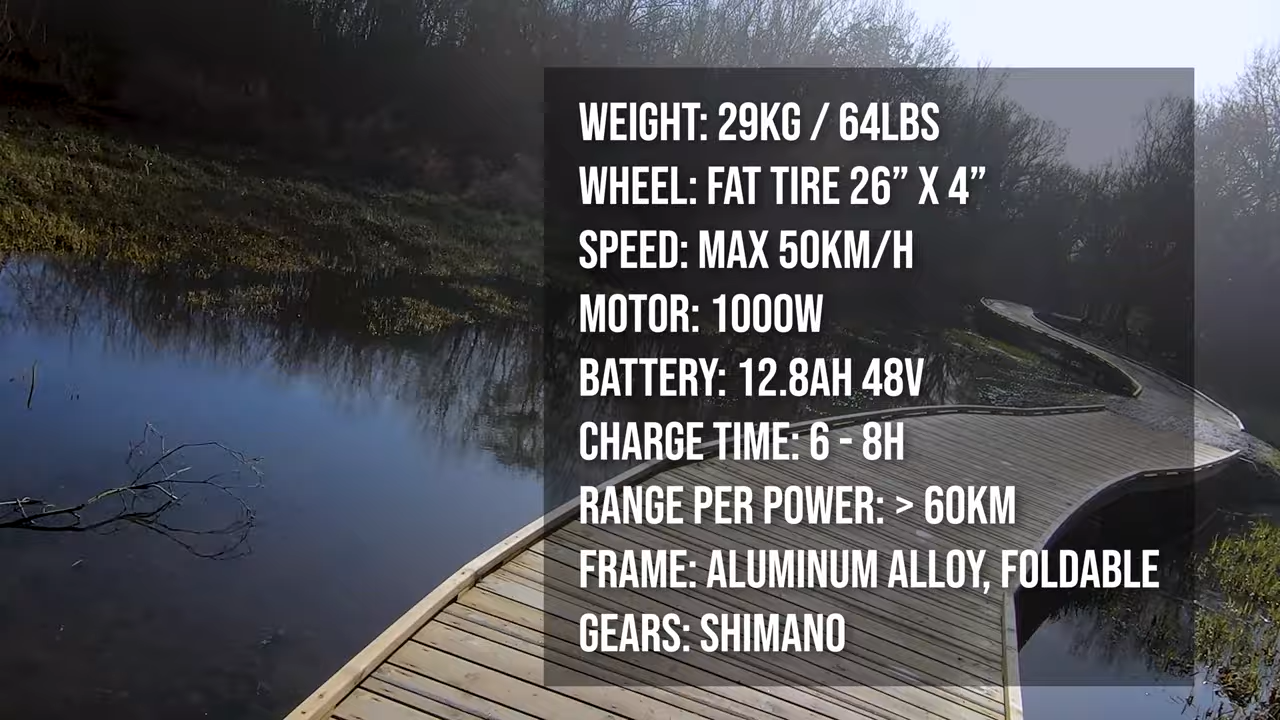 WEIGHT: 29KG / 64LBS
WHEEL: FAT TIRE 26” X 4”
SPEED: MAX 50KM/H
MOTOR: 1000W
BATTERY: 12.8AH 48V
CHARGE TIME: 6 - 8H
RANGE PER POWER: > 60KM
FRAME: ALUMINUM ALLOY, FOLDABLE
GEARS: SHIMANO